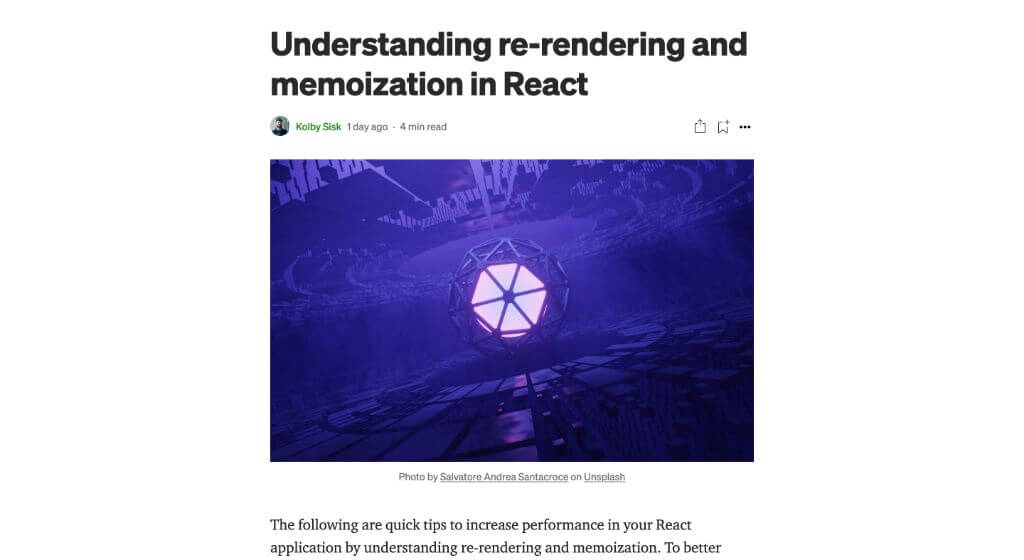 Understanding re-rendering and
memoization in React
Kolby Sisk 1 day ago · 4 min read
Photo by Salvatore Andrea Santacroce on Unsplash
The following are quick tips to increase performance in your React
application by understanding re-rendering and memoization. To better